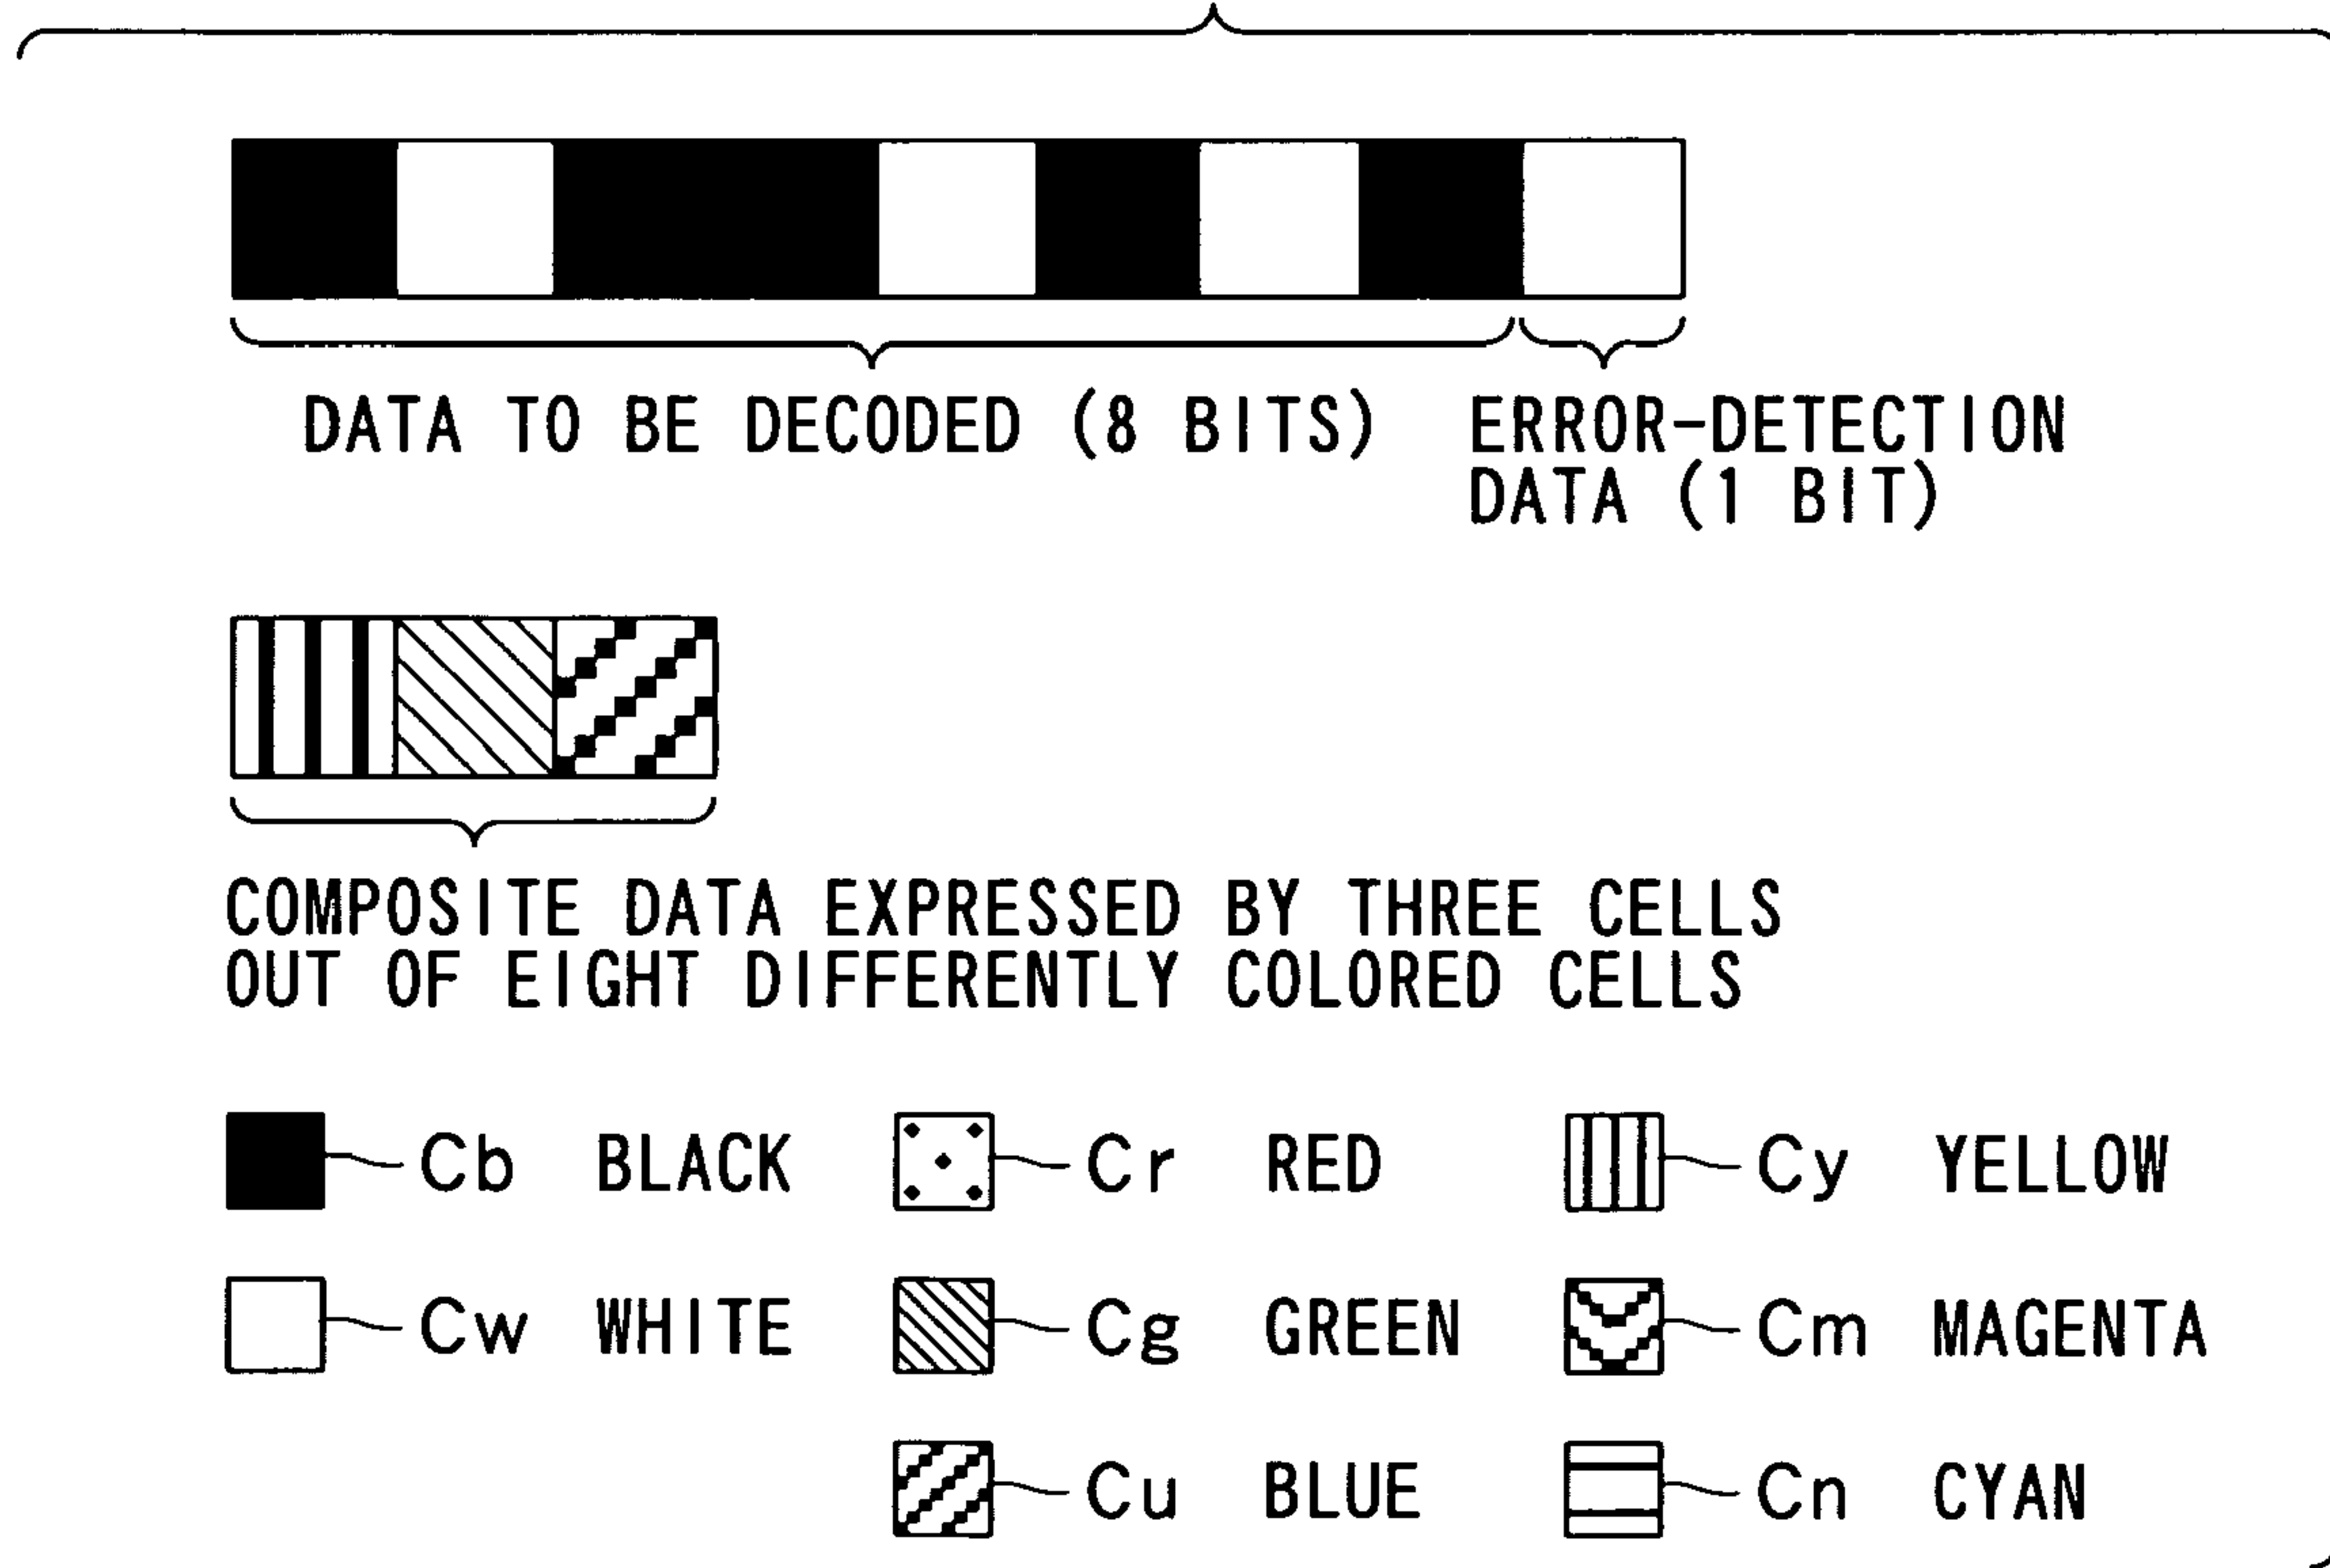 DATA TO BE DECODED (8 BITS)
ERROR-DETECTION
DATA (1 BIT)
COMPOSITE DATA EXPRESSED BY THREE CELLS
OUT OF EIGHT DIFFERENTLY COLORED CELLS
Cb BLACK
Cr RED
Cy YELLOW
Cw WHITE
Cg GREEN
Cm MAGENTA
Cu BLUE
Cn CYAN